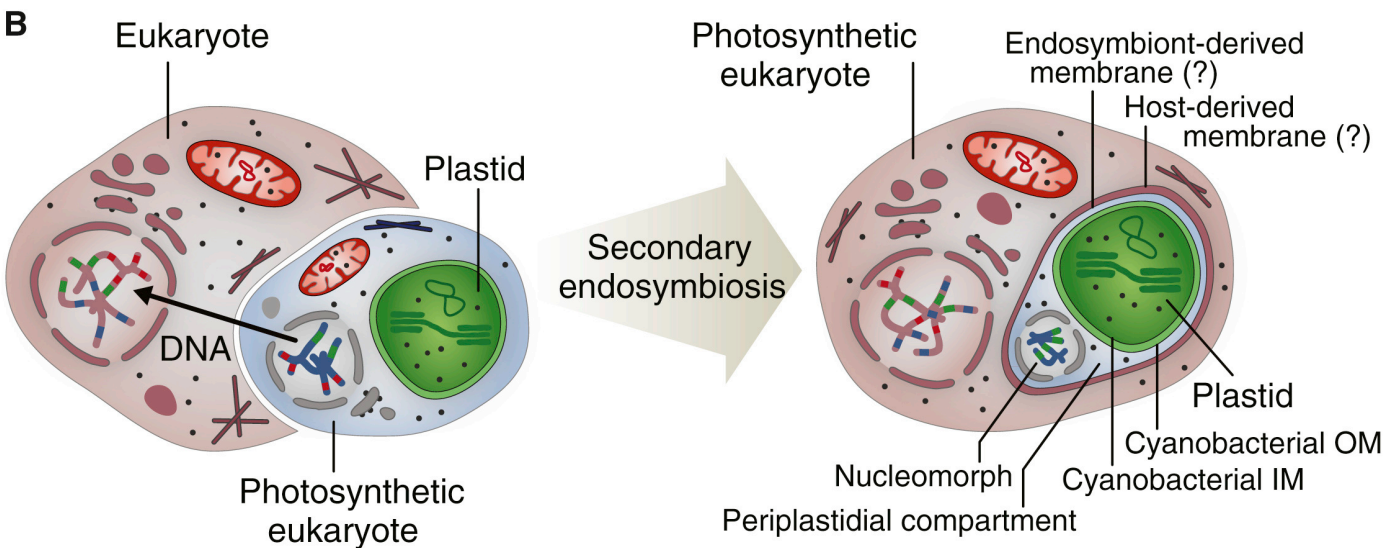 B
Eukaryote
Plastid
DNA
Photosynthetic
eukaryote
Secondary
endosymbiosis
Photosynthetic
eukaryote
Endosymbiont-derived
membrane (?)
Host-derived
membrane (?)
Plastid
Cyanobacterial OM
Cyanobacterial IM
Nucleomorph
Periplastidial compartment